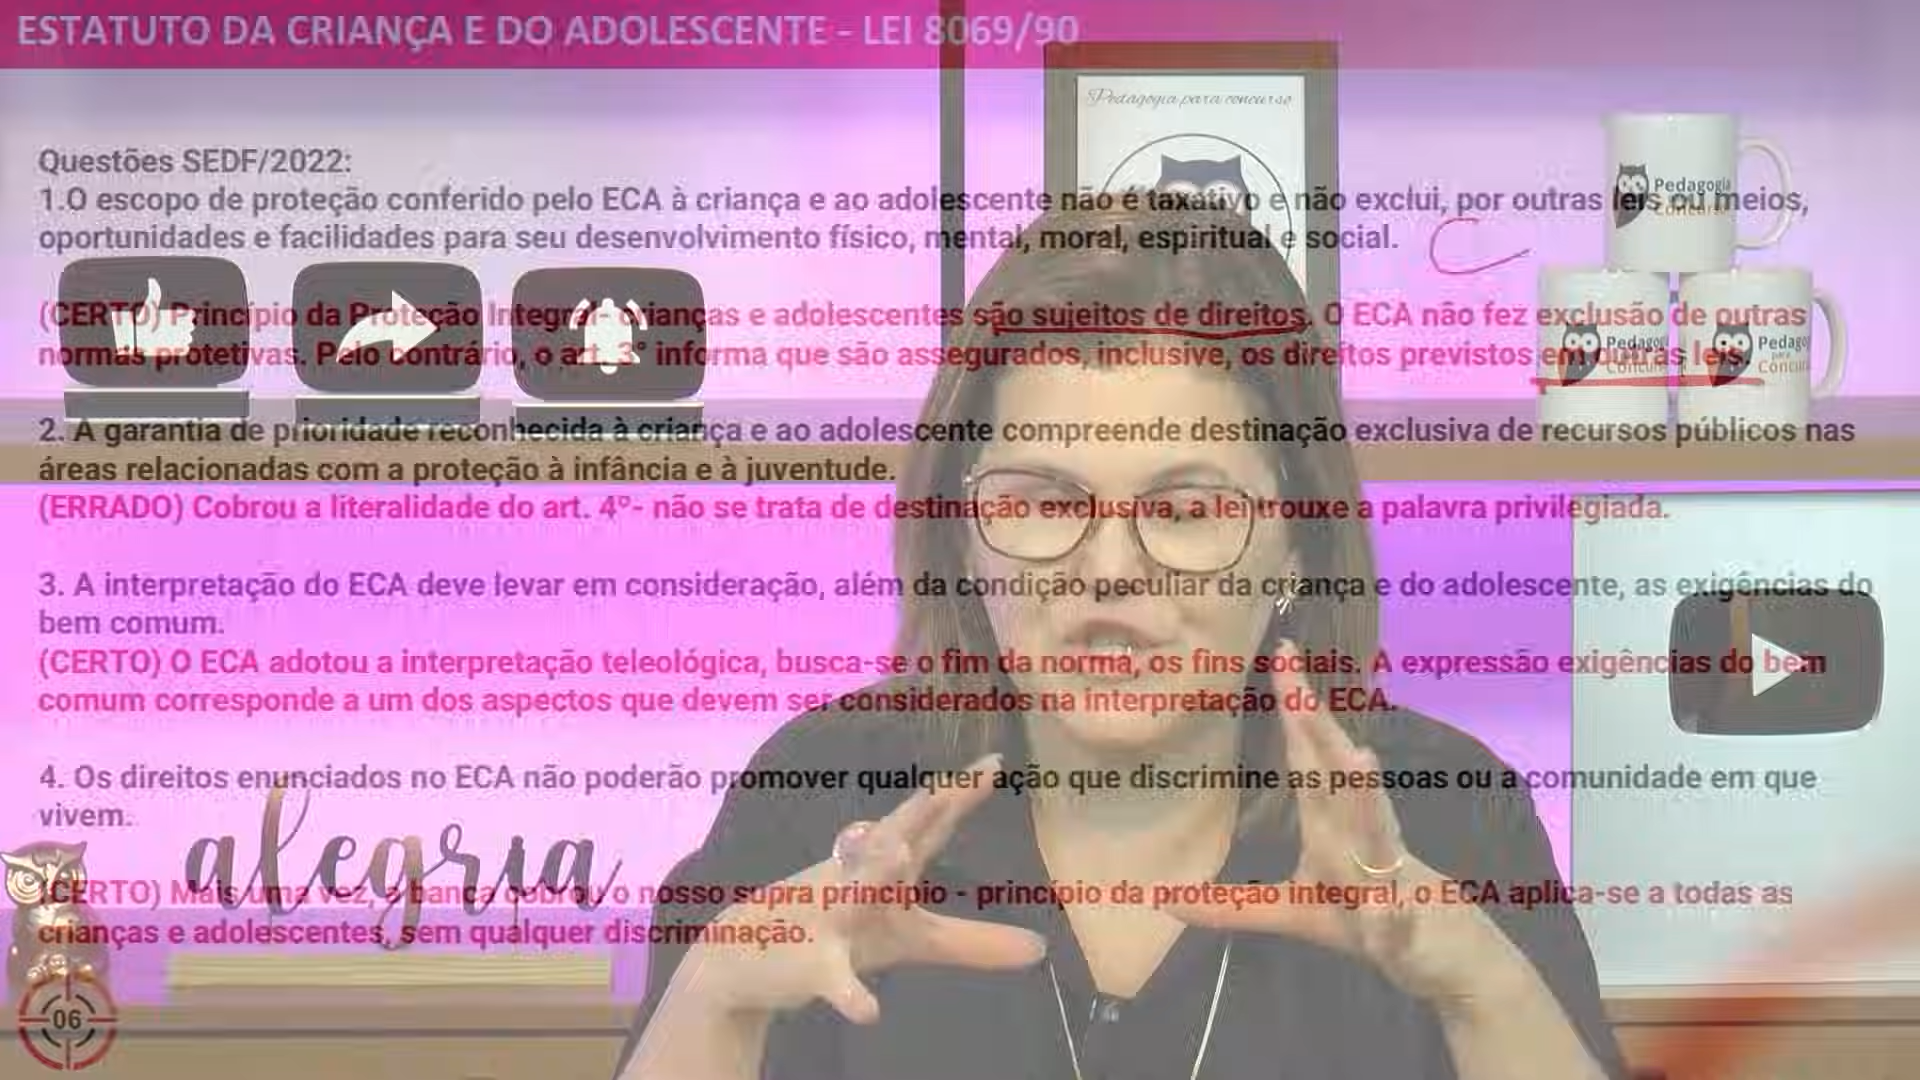 ESTATUTO DA CRIANÇA E DO ADOLESCENTE - LEI 8069/90
Pedagogia para concurso
Questões SEDF/2022:
1.O escopo de proteção conferido pelo ECA à criança e ao adolescente não é taxativo e não exclui, por outras leis ou meios,
oportunidades e facilidades para seu desenvolvimento físico, mental, moral, espiritual e social.
C
Pedagogia
Concurso
(CERTO) Princípio da Proteção Integral- crianças e adolescentes são sujeitos de direitos. O ECA não fez exclusão de outras
normas protetivas. Pelo contrário, o art. 3° informa que são assegurados, inclusive, os direitos previstos em outras leis.
2. A garantia de prioridade reconhecida à criança e ao adolescente compreende destinação exclusiva de recursos públicos nas
áreas relacionadas com a proteção à infância e à juventude.
(ERRADO) Cobrou a literalidade do art. 4º- não se trata de destinação exclusiva, a lei trouxe a palavra privilegiada.
3. A interpretação do ECA deve levar em consideração, além da condição peculiar da criança e do adolescente, as exigências do
bem comum.
(CERTO) O ECA adotou a interpretação teleológica, busca-se o fim da norma, os fins sociais. A expressão exigências do bem
comum corresponde a um dos aspectos que devem ser considerados na interpretação do ECA.
4. Os direitos enunciados no ECA não poderão promover qualquer ação que discrimine as pessoas ou a comunidade em que
vivem.
alegria
(CERTO) Mais uma vez, a banca cobrou o nosso supra princípio - princípio da proteção integral, o ECA aplica-se a todas as
crianças e adolescentes, sem qualquer discriminação.
06